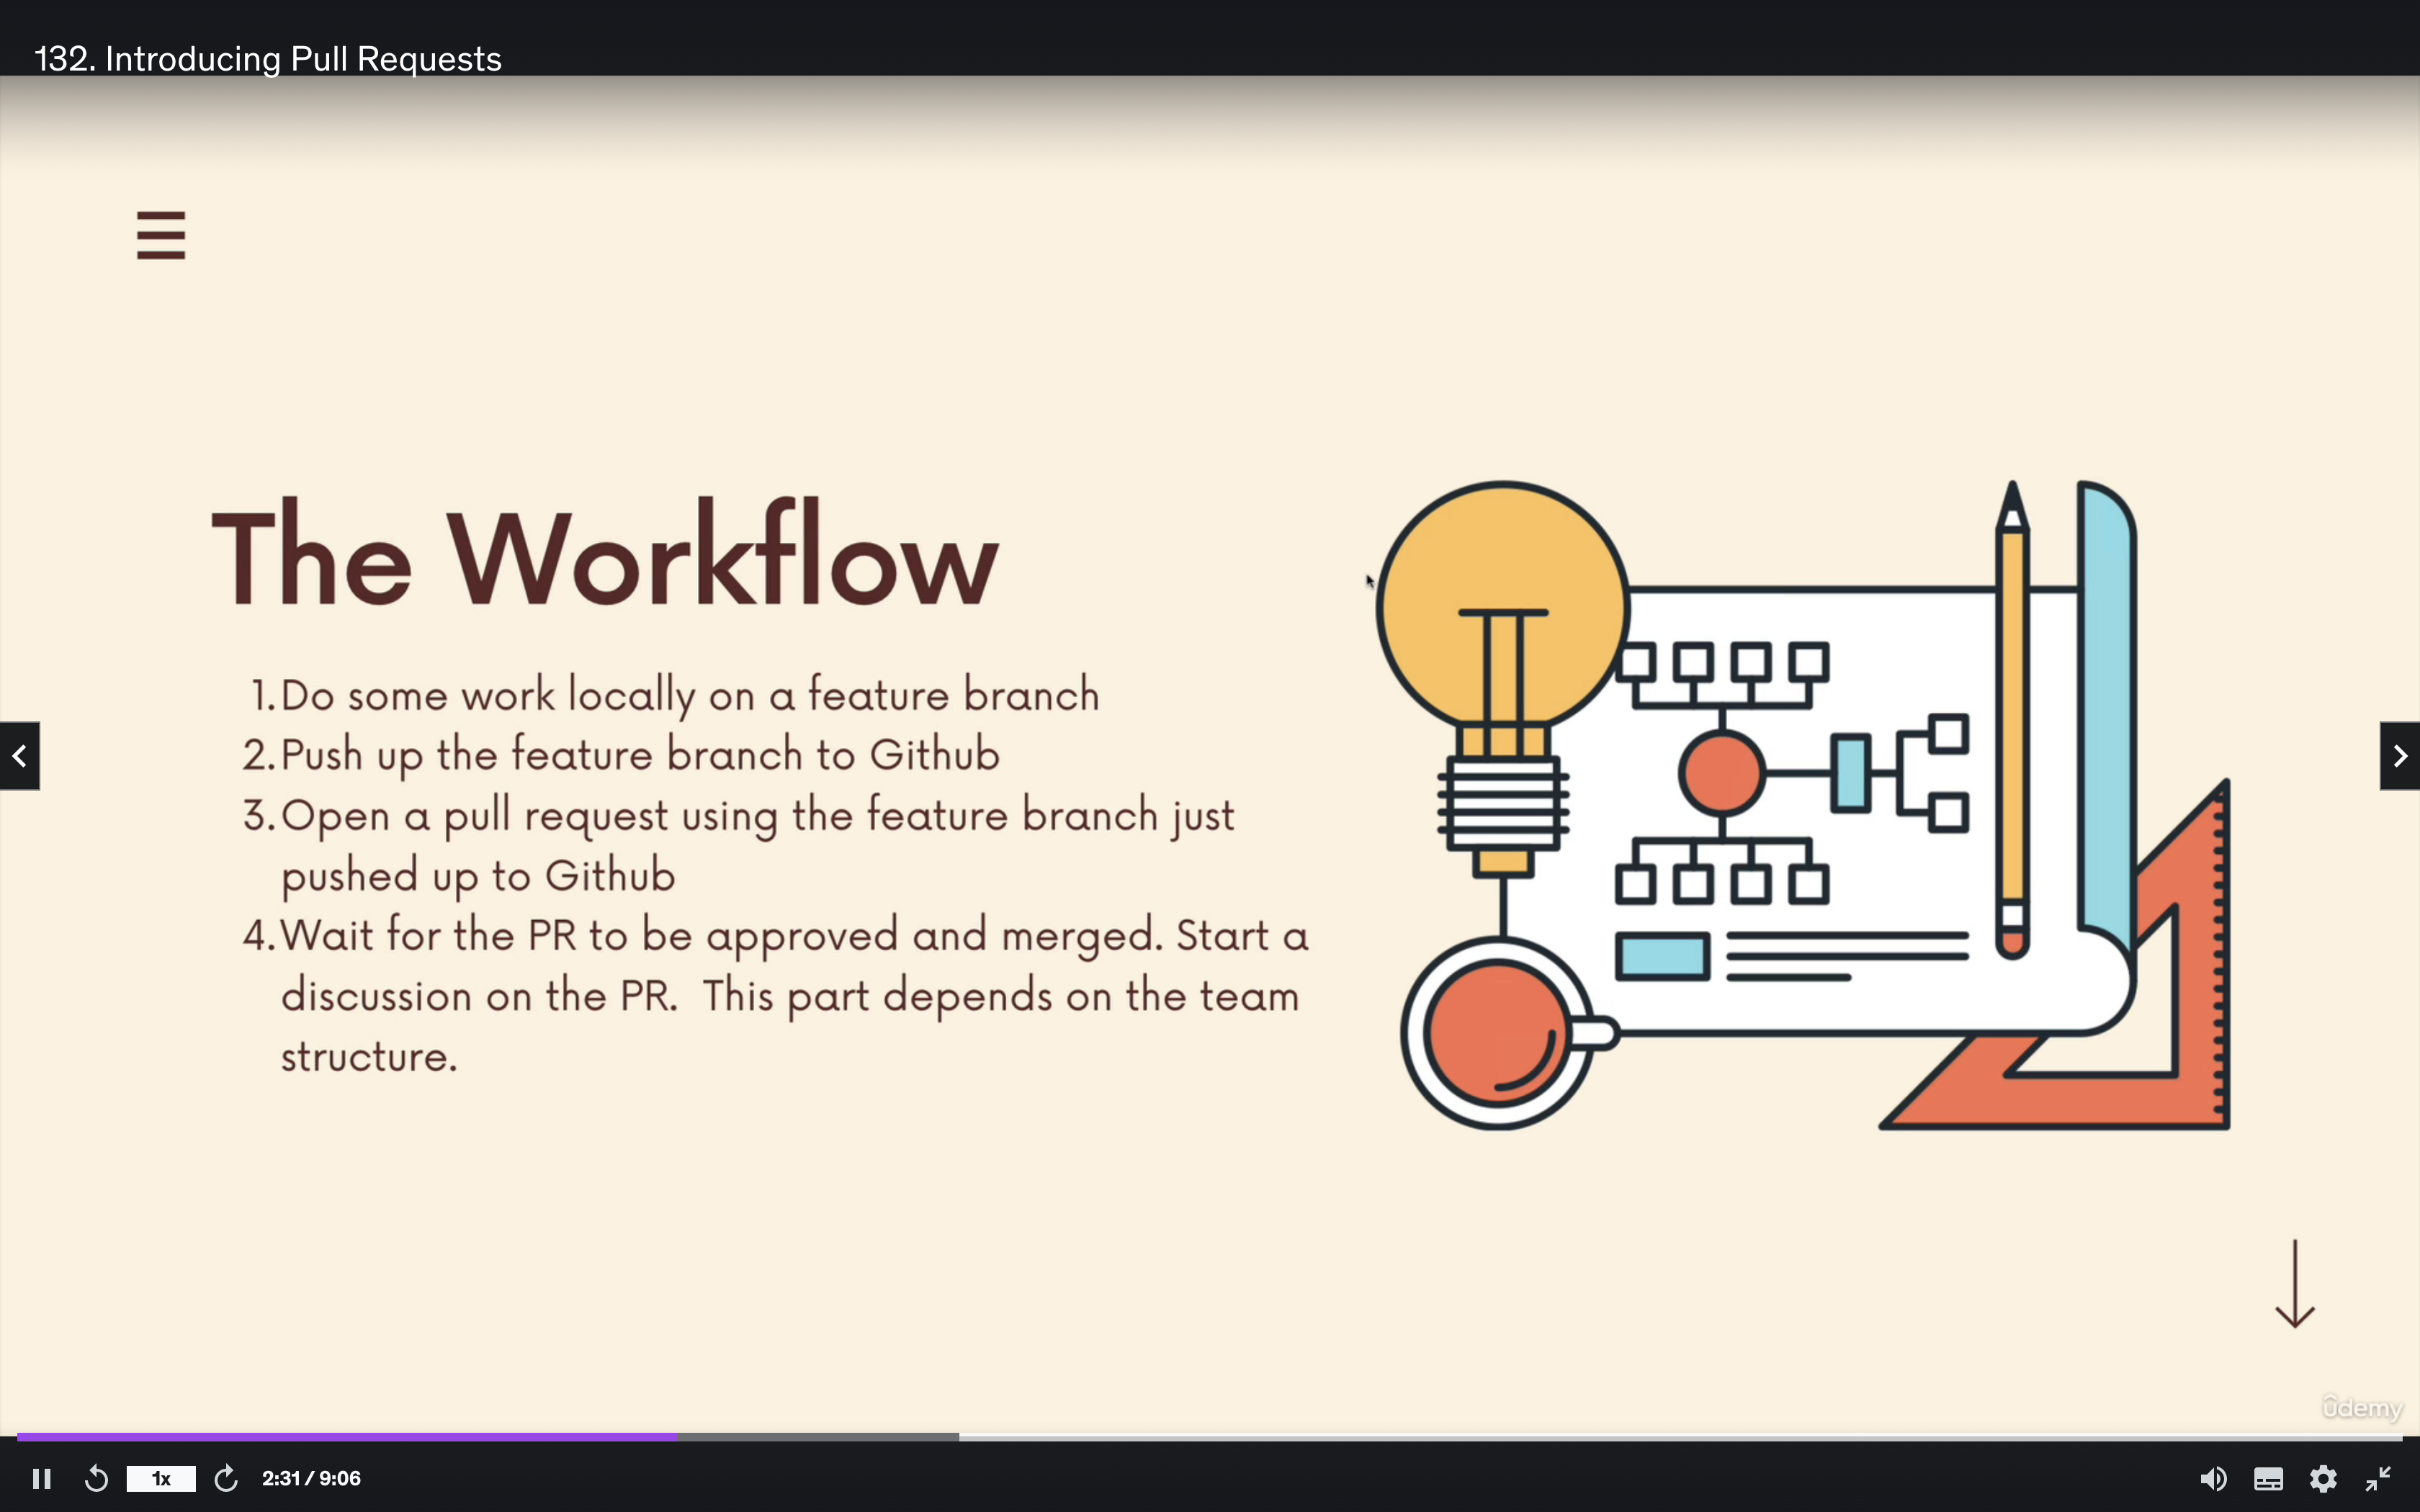 132. Introducing Pull Requests
The Workflow
1. Do some work locally on a feature branch
2. Push up the feature branch to Github
3. Open a pull request using the feature branch just
pushed up to Github
4. Wait for the PR to be approved and merged. Start a
discussion on the PR.  This part depends on the team
structure.
udemy
1x
2:31 / 9:06